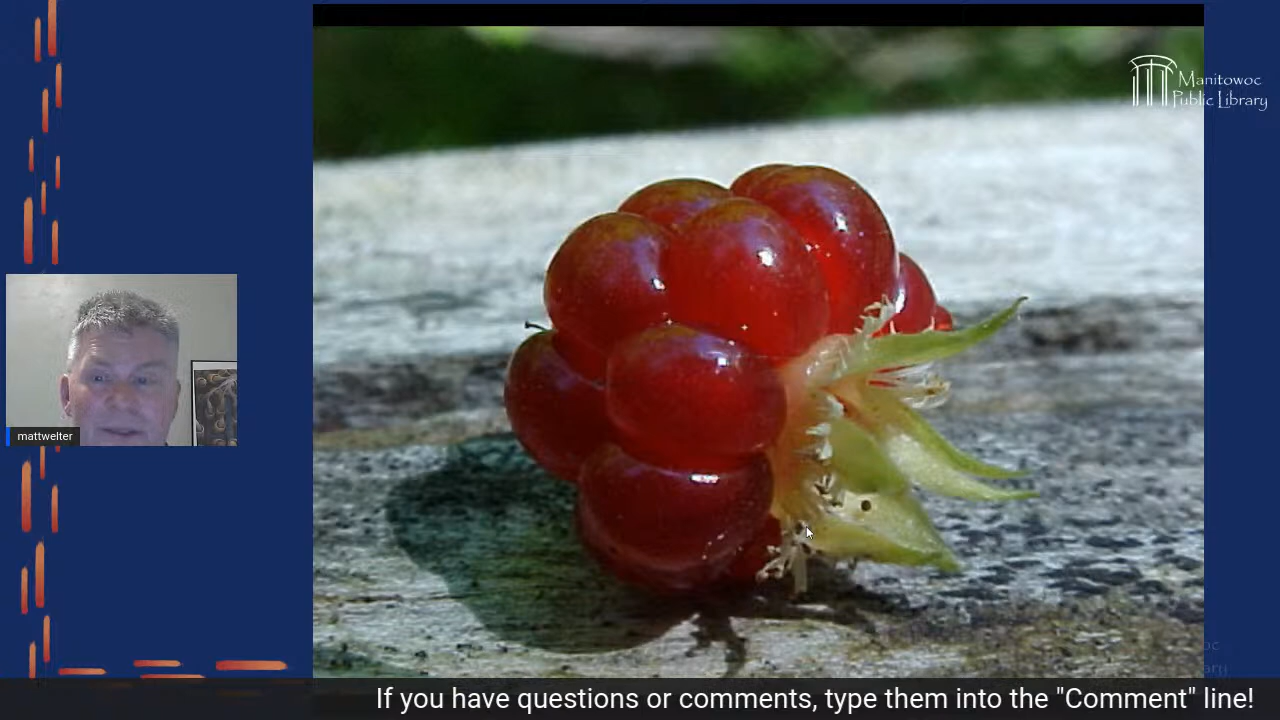 Manitowoc
Public Library
mattwelter
If you have questions or comments, type them into the "Comment" line!